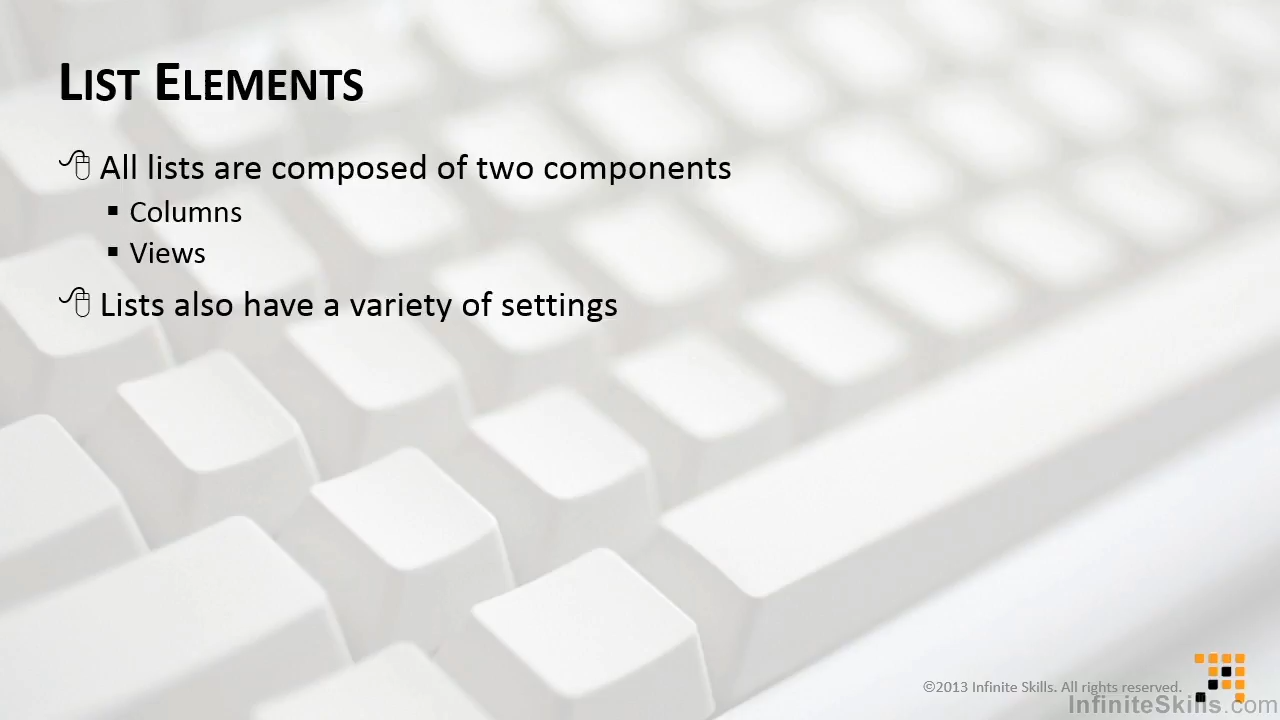 LIST ELEMENTS
All lists are composed of two components
Columns
Views
Lists also have a variety of settings
©2013 Infinite Skills. All rights reserved.
InfiniteSkills.com